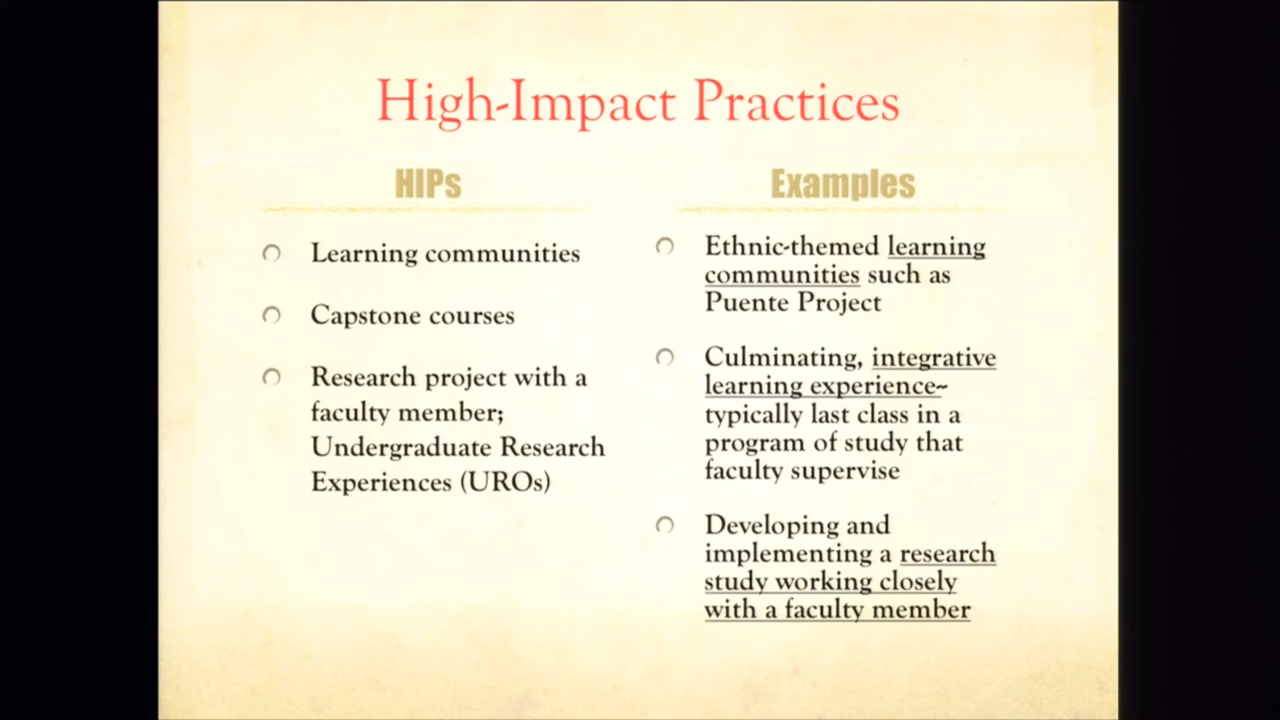 High-Impact Practices
HIPs
Learning communities
Capstone courses
Research project with a
faculty member;
Undergraduate Research
Experiences (UROs)
Examples
Ethnic-themed learning
communities such as
Puente Project
Culminating, integrative
learning experience~
typically last class in a
program of study that
faculty supervise
Developing and
implementing a research
study working closely
with a faculty member